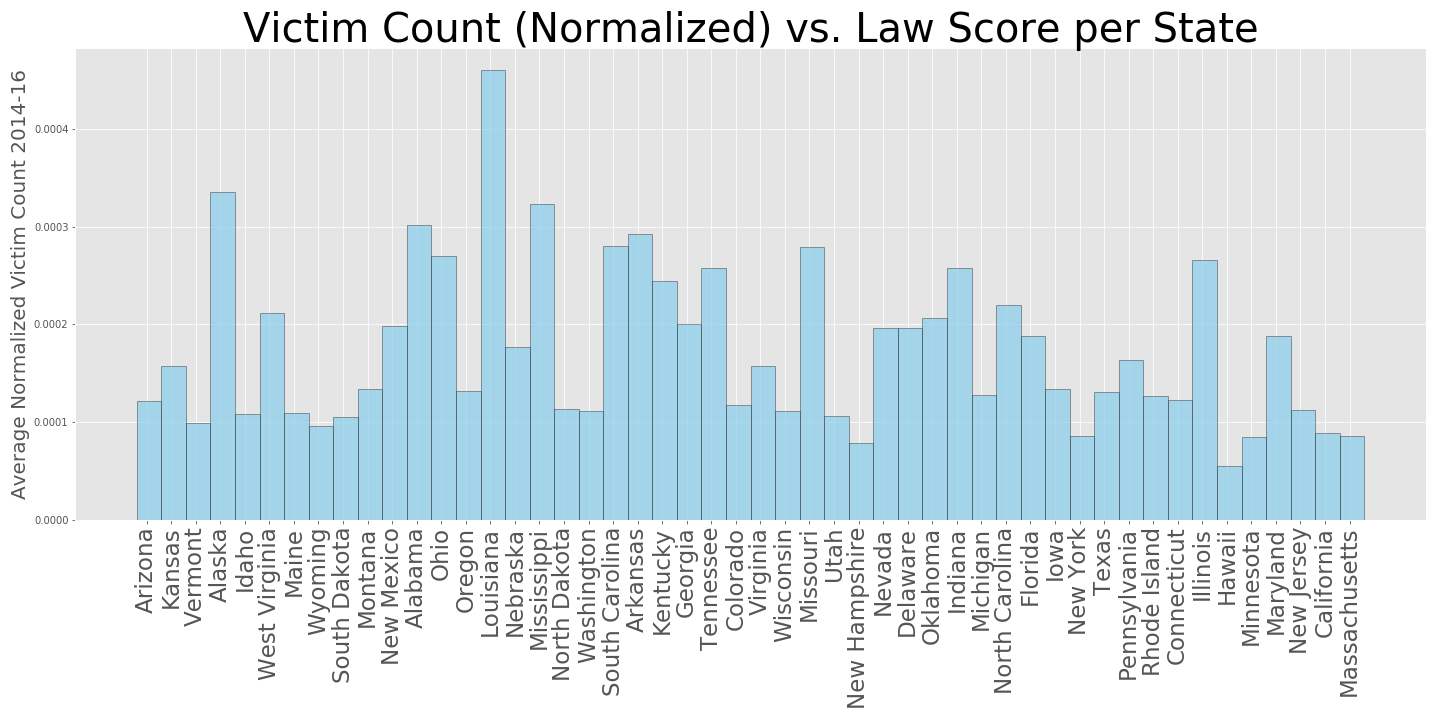 Victim Count (Normalized) vs. Law Score per State
Average Normalized Victim Count 2014-16
0.0004
0.0003
0.0002
0.0001
0.0000
Arizona
Kansas
Vermont
Alaska
Idaho
West Virginia
Maine
Wyoming
South Dakota
Montana
New Mexico
Alabama
Ohio
Oregon
Louisiana
Nebraska
Mississippi
North Dakota
Washington
South Carolina
Arkansas
Kentucky
Georgia
Tennessee
Colorado
Virginia
Wisconsin
Missouri
Utah
New Hampshire
Nevada
Delaware
Oklahoma
Indiana
Michigan
North Carolina
Florida
Iowa
New York
Texas
Pennsylvania
Rhode Island
Connecticut
Illinois
Hawaii
Minnesota
Maryland
New Jersey
California
Massachusetts